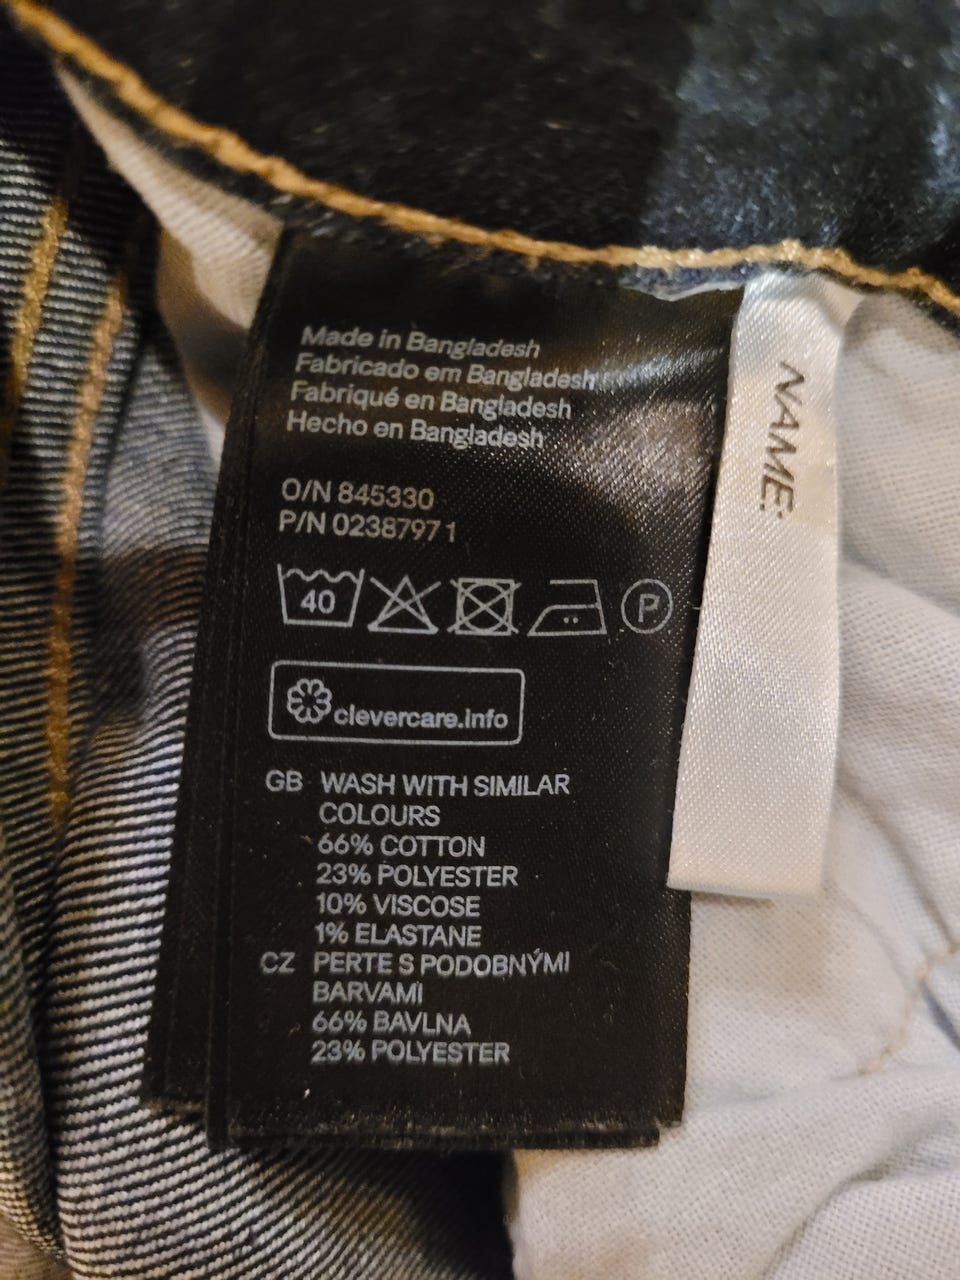 Made in Bangladesh
Fabricado em Bangladesh
Fabriqué en Bangladesh
Hecho en Bangladesh
O/N 845330
P/N 0238797 1
40
P
clevercare.info
GB WASH WITH SIMILAR
COLOURS
66% COTTON
23% POLYESTER
10% VISCOSE
1% ELASTANE
CZ PERTE S PODOBNÝMI
BARVAMI
66% BAVLNA
23% POLYESTER
NAME: